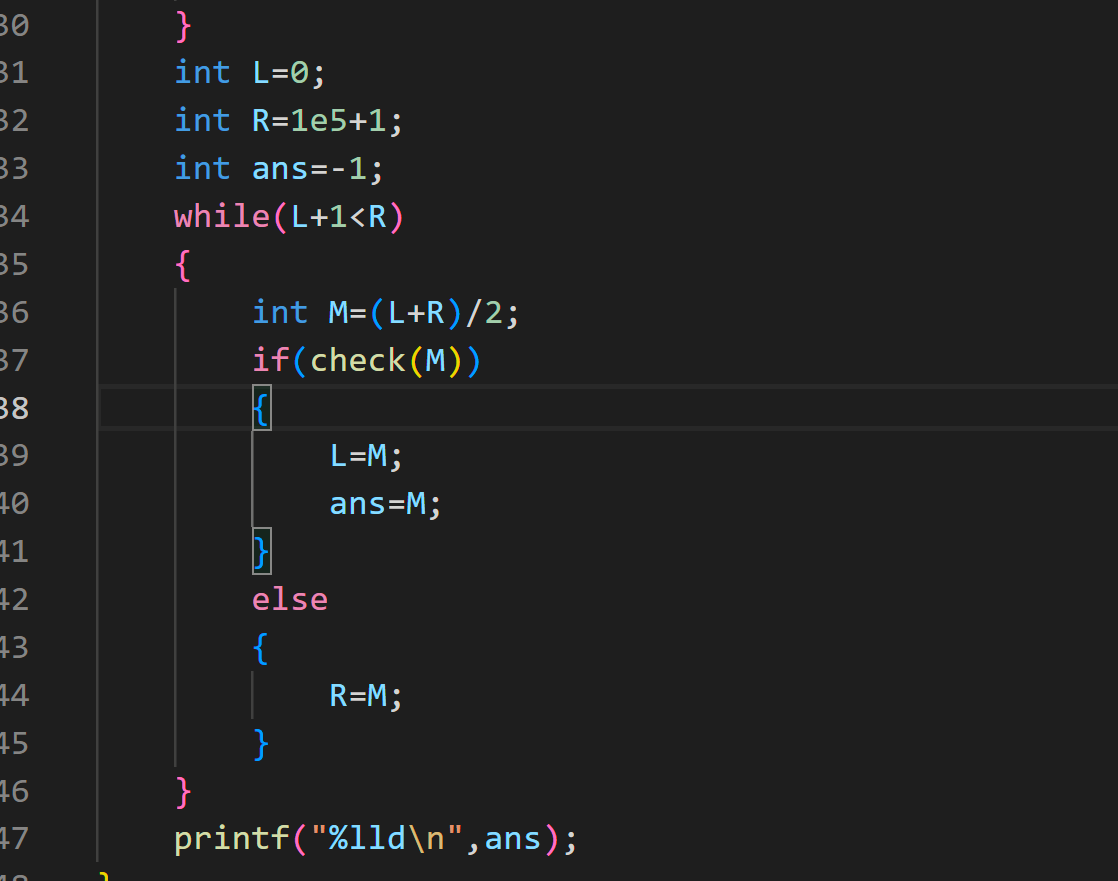 30 }
31 int L=0;
32 int R=1e5+1;
33 int ans=-1;
34 while(L+1<R)
35 {
36 int M=(L+R)/2;
37 if(check(M))
38 {
39 L=M;
40 ans=M;
41 }
42 else
43 {
44 R=M;
45 }
46 }
47 printf("%lld\n",ans);
48 }